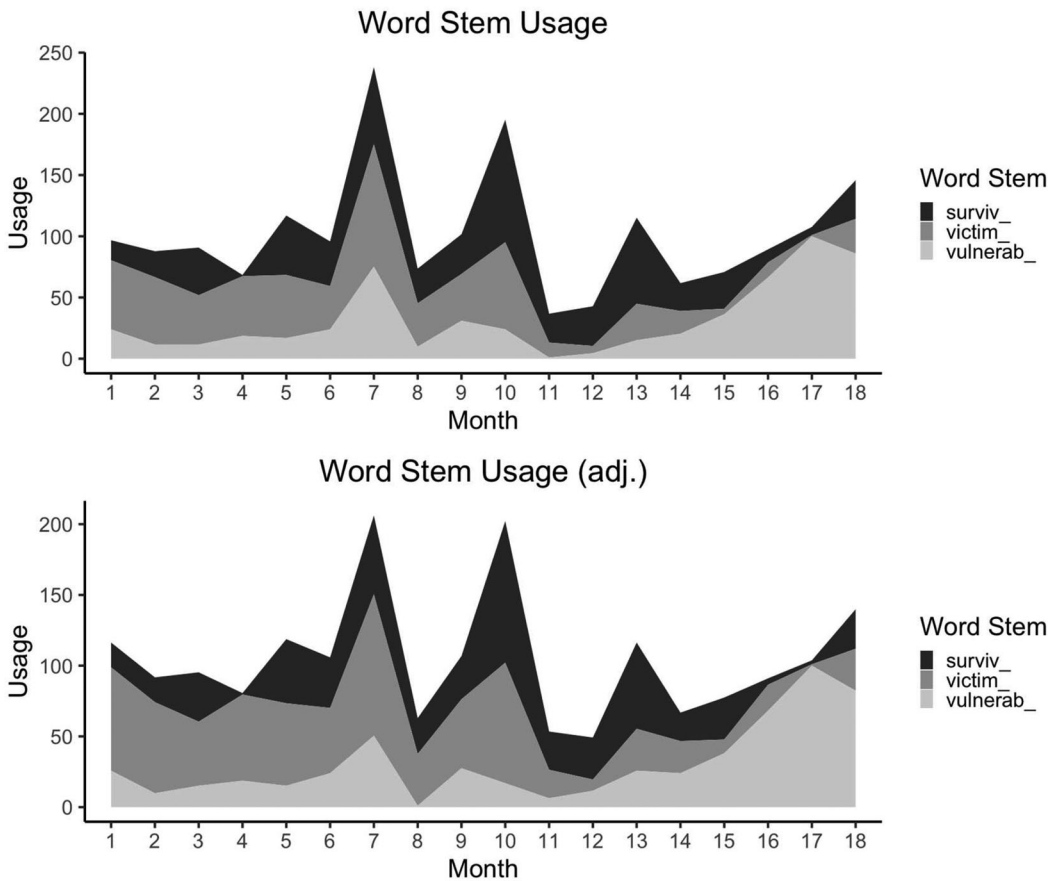 Word Stem Usage
250
200
150
100
50
0
Usage
1 2 3 4 5 6 7 8 9 10 11 12 13 14 15 16 17 18
Month
Word Stem
surviv_
victim_
vulnerab_
Word Stem Usage (adj.)
200
150
100
50
0
Usage
1 2 3 4 5 6 7 8 9 10 11 12 13 14 15 16 17 18
Month
Word Stem
surviv_
victim_
vulnerab_